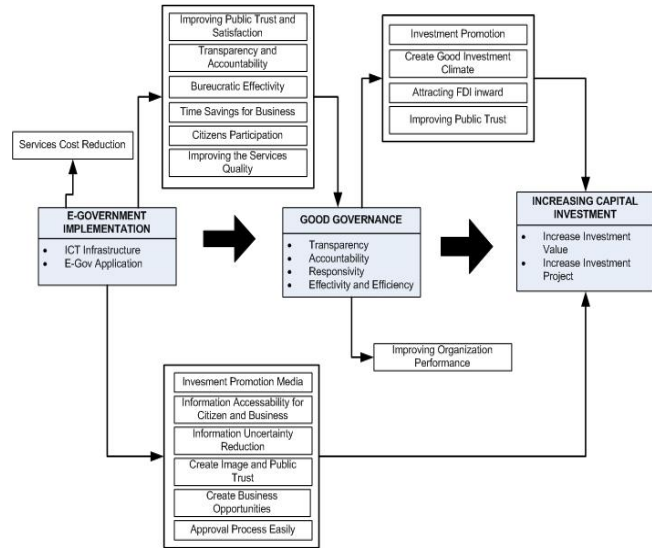 Improving Public Trust and
Satisfaction
Transparency and
Accountability
Bureucratic Effectivity
Time Savings for Business
Citizens Participation
Improving the Services
Quality
Investment Promotion
Create Good Investment
Climate
Attracting FDI inward
Improving Public Trust
Services Cost Reduction
E-GOVERNMENT
IMPLEMENTATION
• ICT Infrastructure
• E-Gov Application
GOOD GOVERNANCE
• Transparency
• Accountability
• Responsivity
• Effectivity and Efficiency
INCREASING CAPITAL
INVESTMENT
• Increase Investment
Value
• Increase Investment
Project
Improving Organization
Performance
Invesment Promotion Media
Information Accessability for
Citizen and Business
Information Uncertainty
Reduction
Create Image and Public
Trust
Create Business
Opportunities
Approval Process Easily